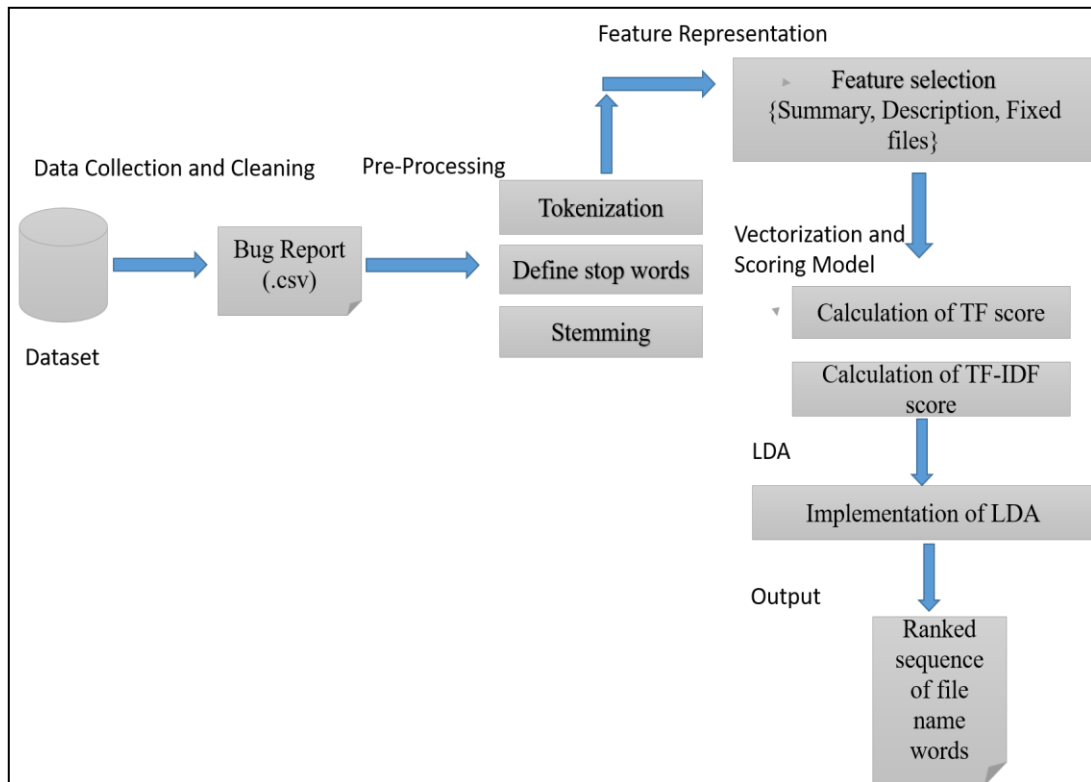 Feature Representation
Feature selection
{Summary, Description, Fixed
files}
Data Collection and Cleaning
Pre-Processing
Tokenization
Define stop words
Stemming
Bug Report
(.csv)
Dataset
Vectorization and
Scoring Model
Calculation of TF score
Calculation of TF-IDF
score
LDA
Implementation of LDA
Output
Ranked
sequence
of file
name
words